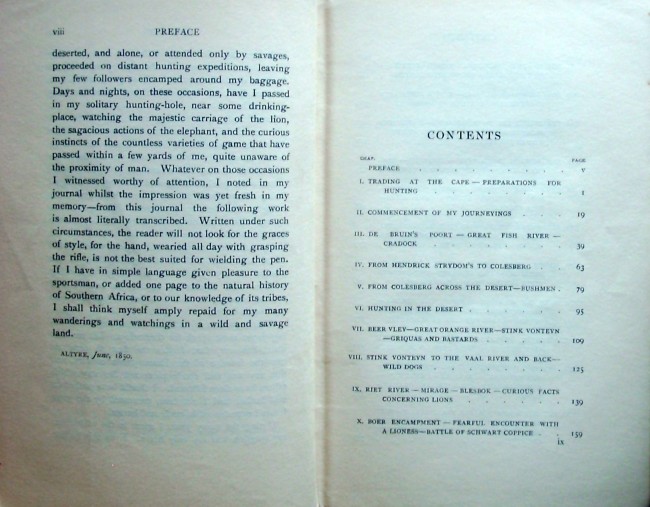 viii PREFACE
deserted, and alone, or attended only by savages,
proceeded on distant hunting expeditions, leaving
my few followers encamped around my baggage.
Days and nights, on these occasions, have I passed
in my solitary hunting-hole, near some drinking-
place, watching the majestic carriage of the lion,
the sagacious actions of the elephant, and the curious
instincts of the countless varieties of game that have
passed within a few yards of me, quite unaware of
the proximity of man. Whatever on those occasions
I witnessed worthy of attention, I noted in my
journal whilst the impression was yet fresh in my
memory—from this journal the following work
is almost literally transcribed. Written under such
circumstances, the reader will not look for the graces
of style, for the hand, wearied all day with grasping
the rifle, is not the best suited for wielding the pen.
If I have in simple language given pleasure to the
sportsman, or added one page to the natural history
of Southern Africa, or to our knowledge of its tribes,
I shall think myself amply repaid for my many
wanderings and watchings in a wild and savage
land.
ALTYRE, June, 1850.
CONTENTS
CHAP. PAGE
PREFACE . . . . . . . . v
I. TRADING AT THE CAPE—PREPARATIONS FOR
HUNTING . . . . . . . 1
II. COMMENCEMENT OF MY JOURNEYINGS . . . 19
III. DE BRUIN'S POORT—GREAT FISH RIVER—
CRADOCK . . . . . . . 39
IV. FROM HENDRICK STRYDOM'S TO COLESBERG . . 63
V. FROM COLESBERG ACROSS THE DESERT—BUSHMEN . 79
VI. HUNTING IN THE DESERT . . . . . 95
VII. BEER VLEY—GREAT ORANGE RIVER—STINK VONTEYN
—GRIQUAS AND BASTARDS . . . . . 109
VIII. STINK VONTEYN TO THE VAAL RIVER AND BACK—
WILD DOGS . . . . . . . 125
IX. RIET RIVER—MIRAGE—BLESBOK—CURIOUS FACTS
CONCERNING LIONS . . . . . . 139
X. BOER ENCAMPMENT—FEARFUL ENCOUNTER WITH
A LIONESS—BATTLE OF SCHWART COPPICE . . 159
ix